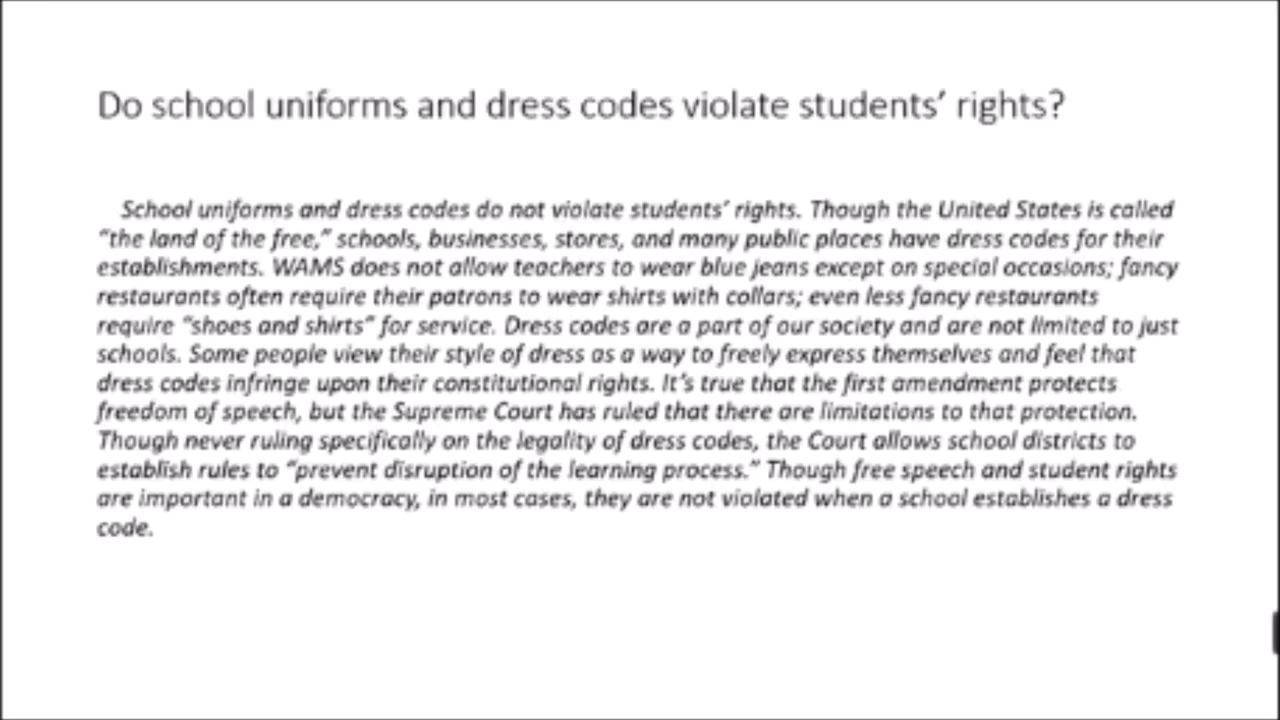 Do school uniforms and dress codes violate students’ rights?
School uniforms and dress codes do not violate students’ rights. Though the United States is called
“the land of the free,” schools, businesses, stores, and many public places have dress codes for their
establishments. WAMS does not allow teachers to wear blue jeans except on special occasions; fancy
restaurants often require their patrons to wear shirts with collars; even less fancy restaurants
require “shoes and shirts” for service. Dress codes are a part of our society and are not limited to just
schools. Some people view their style of dress as a way to freely express themselves and feel that
dress codes infringe upon their constitutional rights. It’s true that the first amendment protects
freedom of speech, but the Supreme Court has ruled that there are limitations to that protection.
Though never ruling specifically on the legality of dress codes, the Court allows school districts to
establish rules to “prevent disruption of the learning process.” Though free speech and student rights
are important in a democracy, in most cases, they are not violated when a school establishes a dress
code.